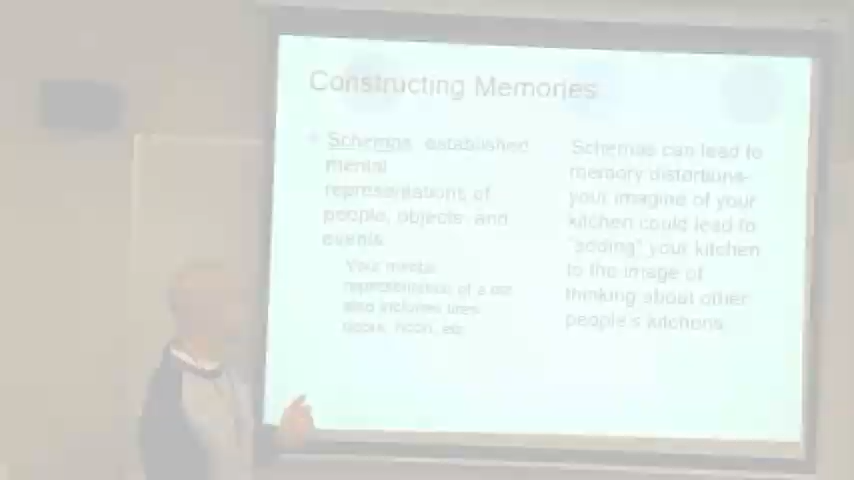 Constructing Memories
Schemas established
mental
representations of
people, objects, and
events
Your mental
representation of a car
also includes tires
doors, hood, etc
Schemas can lead to
memory distortions-
your imagine of your
kitchen could lead to
"adding" your kitchen
to the image of
thinking about other
people's kitchens